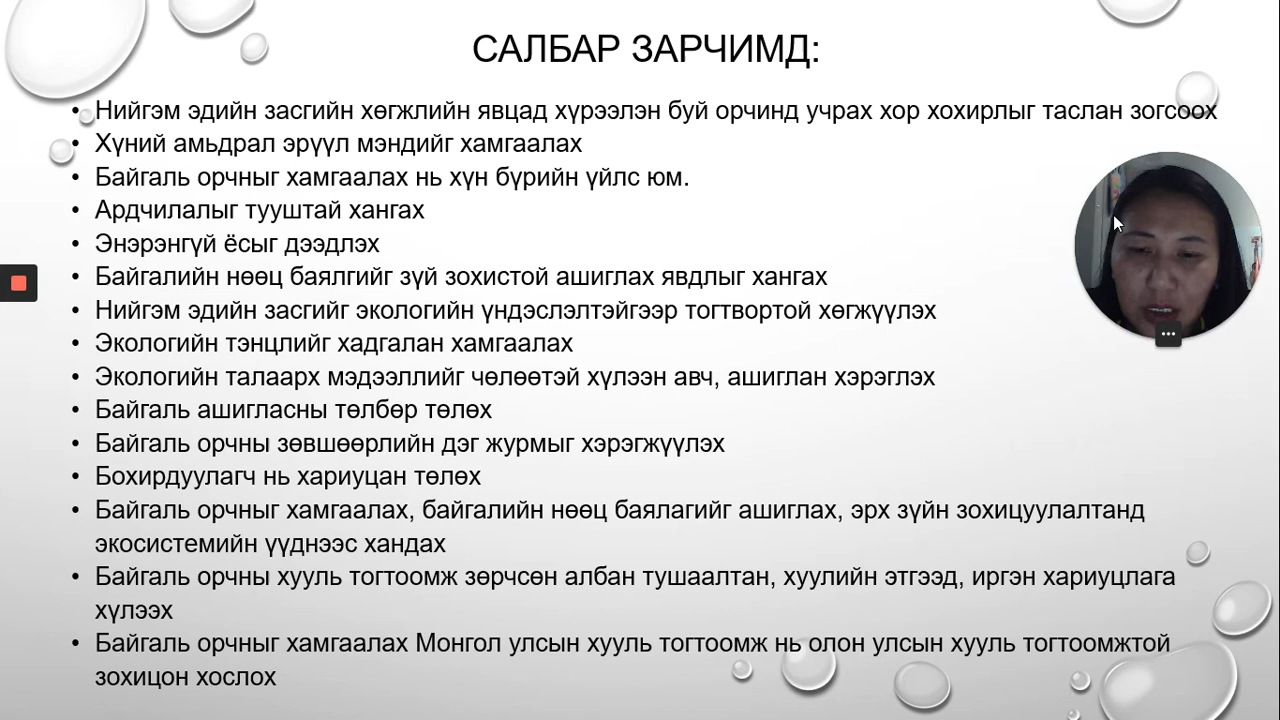 САЛБАР ЗАРЧИМД:
• Нийгэм эдийн засгийн хөгжлийн явцад хүрээлэн буй орчинд учрах хор хохирлыг таслан зогсоох
• Хүний амьдрал эрүүл мэндийг хамгаалах
• Байгаль орчныг хамгаалах нь хүн бүрийн үйлс юм.
• Ардчилалыг тууштай хангах
• Энэрэнгүй ёсыг дээдлэх
• Байгалийн нөөц баялгийг зүй зохистой ашиглах явдлыг хангах
• Нийгэм эдийн засгийг экологийн үндэслэлтэйгээр тогтвортой хөгжүүлэх
• Экологийн тэнцлийг хадгалан хамгаалах
• Экологийн талаарх мэдээллийг чөлөөтэй хүлээн авч, ашиглан хэрэглэх
• Байгаль ашигласны төлбөр төлөх
• Байгаль орчны зөвшөөрлийн дэг журмыг хэрэгжүүлэх
• Бохирдуулагч нь хариуцан төлөх
• Байгаль орчныг хамгаалах, байгалийн нөөц баялагийг ашиглах, эрх зүйн зохицуулалтанд
экосистемийн үүднээс хандах
• Байгаль орчны хууль тогтоомж зөрчсөн албан тушаалтан, хуулийн этгээд, иргэн хариуцлага
хүлээх
• Байгаль орчныг хамгаалах Монгол улсын хууль тогтоомж нь олон улсын хууль тогтоомжтой
зохицон хослох